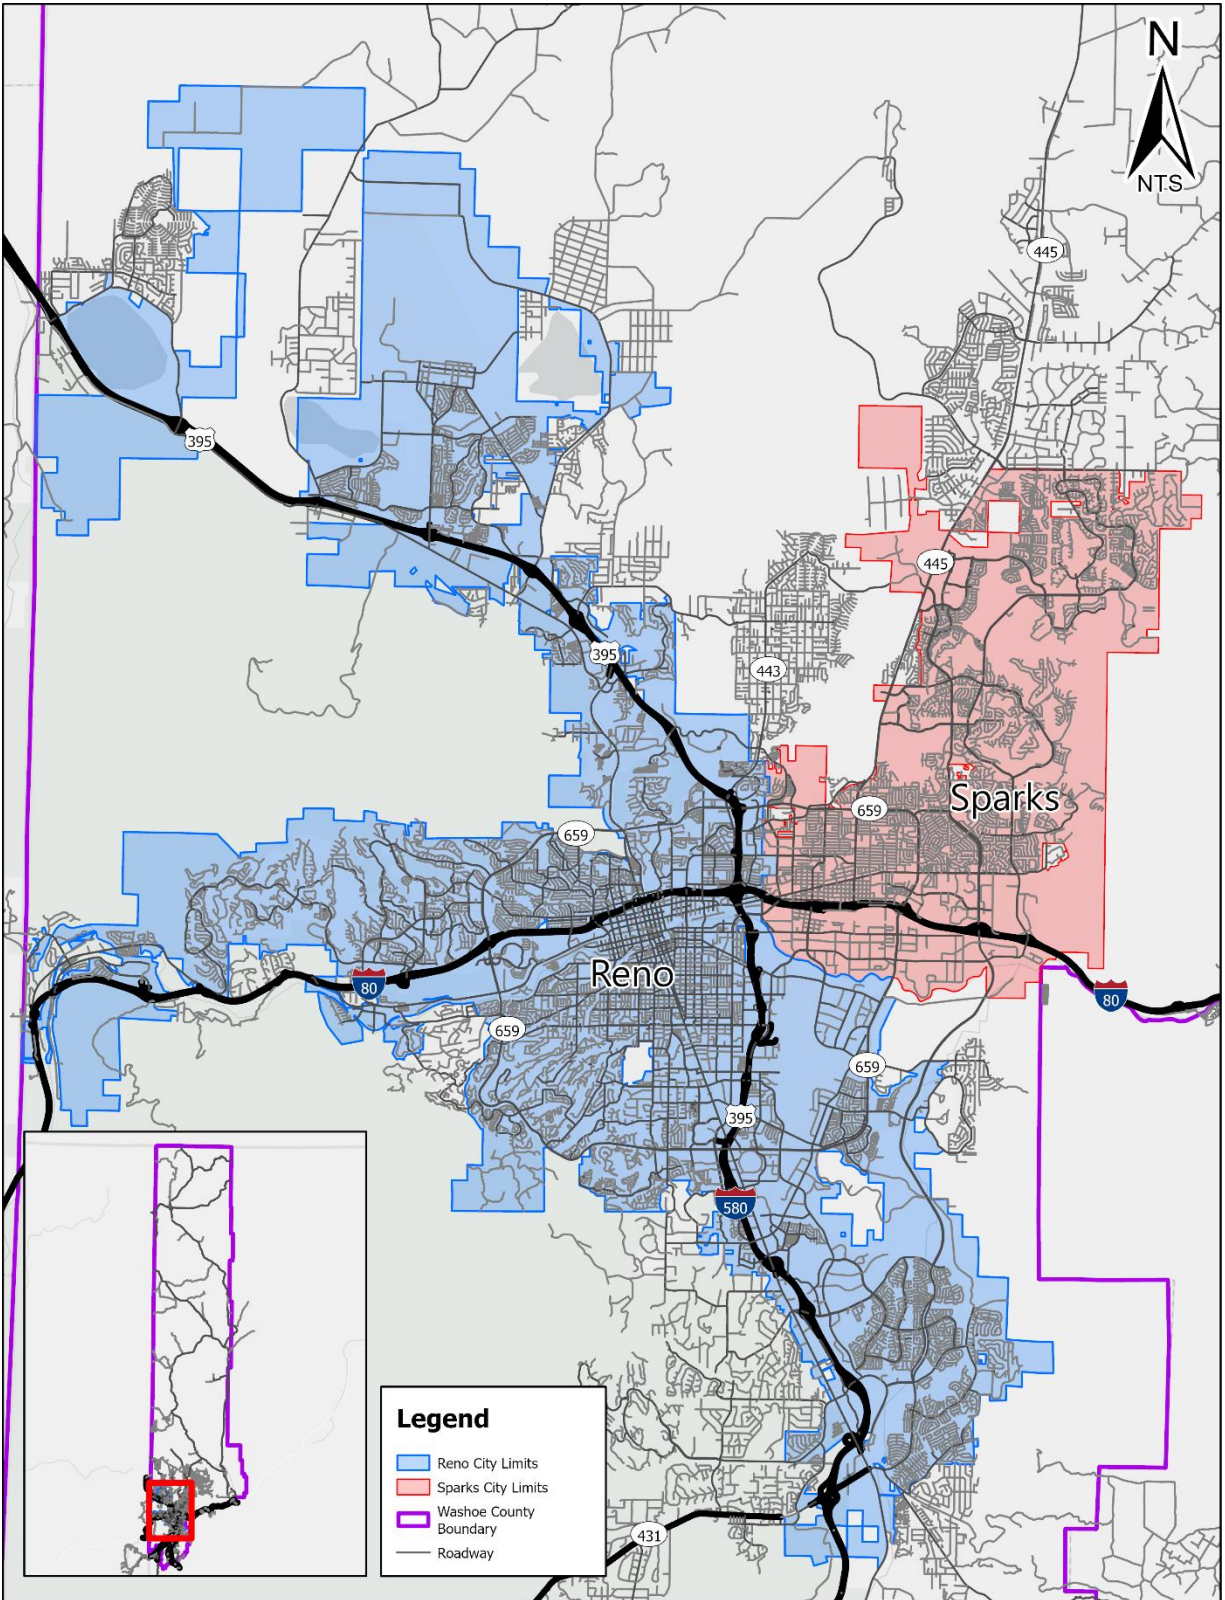 N
NTS
445
395
445
395
443
Sparks
659
659
Reno
80
80
659
659
395
580
431
Legend
Reno City Limits
Sparks City Limits
Washoe County
Boundary
Roadway